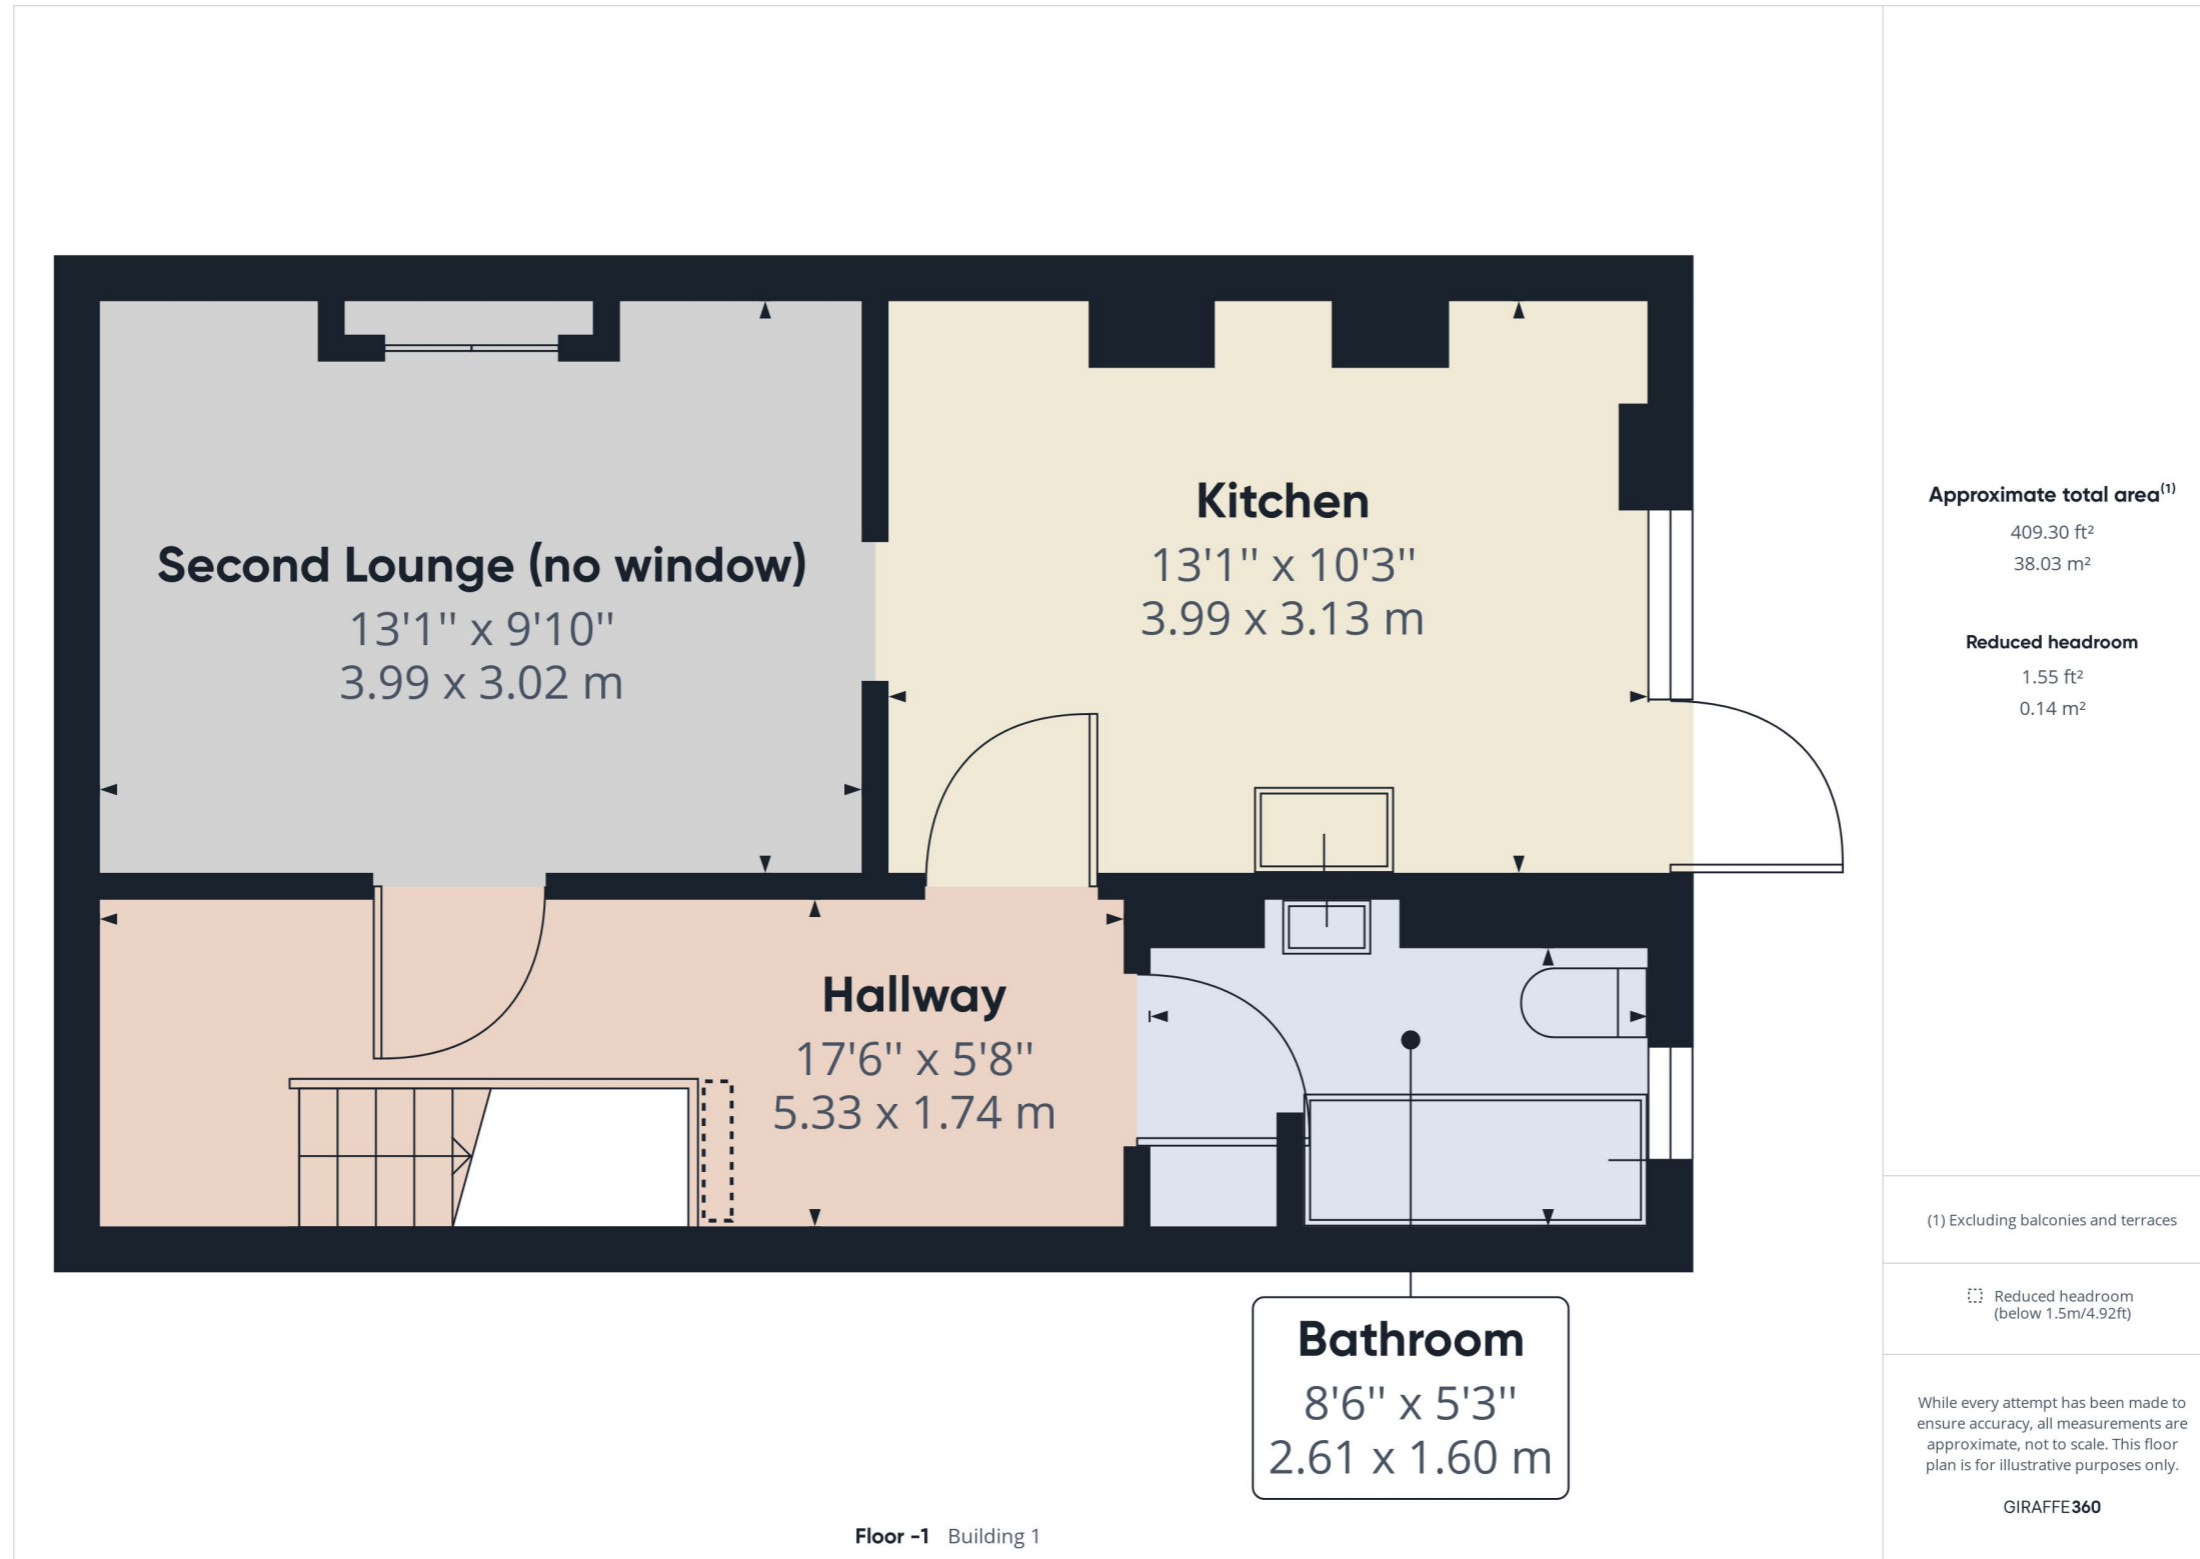 Second Lounge (no window)
13'1'' x 9'10''
3.99 x 3.02 m
Kitchen
13'1'' x 10'3''
3.99 x 3.13 m
Hallway
17'6'' x 5'8''
5.33 x 1.74 m
Bathroom
8'6'' x 5'3''
2.61 x 1.60 m
Floor -1 Building 1
Approximate total area(1)
409.30 ft²
38.03 m²
Reduced headroom
1.55 ft²
0.14 m²
(1) Excluding balconies and terraces
Reduced headroom
(below 1.5m/4.92ft)
While every attempt has been made to
ensure accuracy, all measurements are
approximate, not to scale. This floor
plan is for illustrative purposes only.
GIRAFFE360